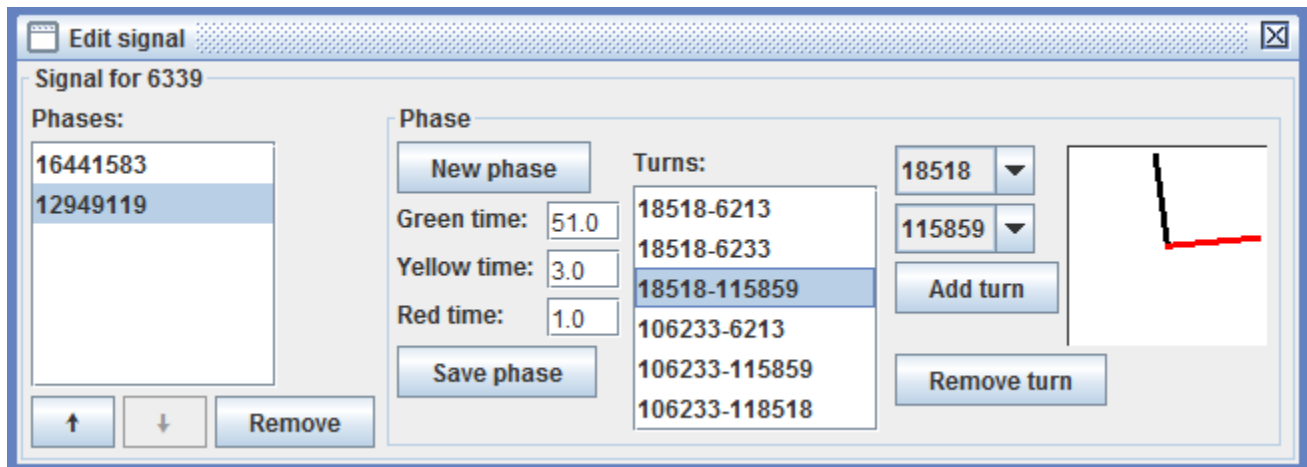 Edit signal
Signal for 6339
Phases:
16441583
12949119
Remove
Phase
New phase
Green time: 51.0
Yellow time: 3.0
Red time: 1.0
Save phase
Turns:
18518-6213
18518-6233
18518-115859
106233-6213
106233-115859
106233-118518
18518
115859
Add turn
Remove turn